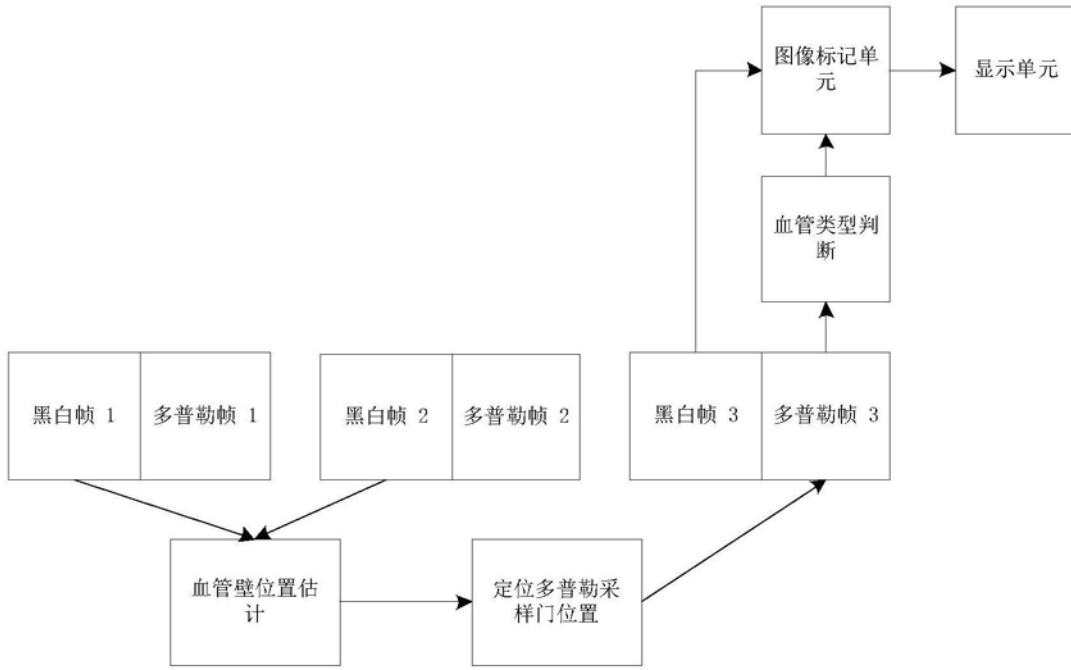 图像标记单
元
显示单元
血管类型判
断
黑白帧 1
多普勒帧 1
黑白帧 2
多普勒帧 2
黑白帧 3
多普勒帧 3
血管壁位置估
计
定位多普勒采
样门位置